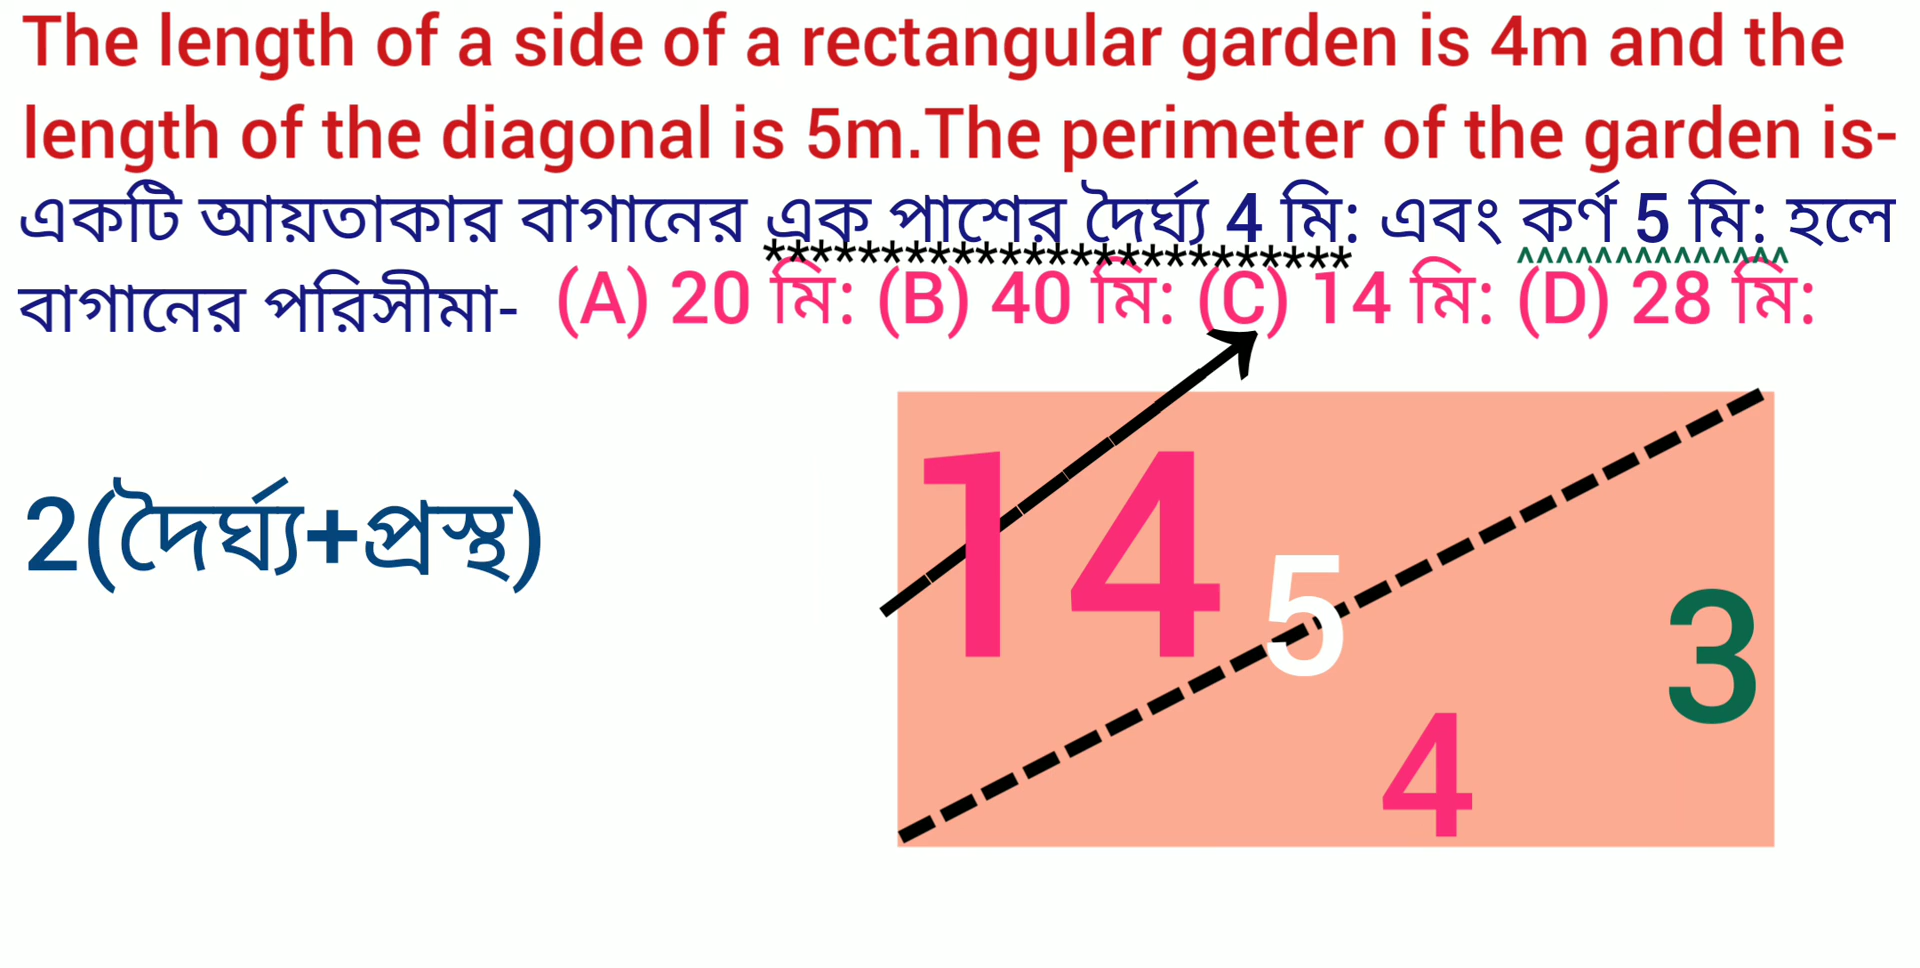 The length of a side of a rectangular garden is 4m and the
length of the diagonal is 5m.The perimeter of the garden is-
একটি আয়তাকার বাগানের এক পাশের দৈর্ঘ্য 4 মি: এবং কর্ণ 5 মি: হলে
বাগানের পরিসীমা- (A) 20 মি: (B) 40 মি: (C) 14 মি: (D) 28 মি:
2(দৈর্ঘ্য+প্রস্থ)
14
5
3
4